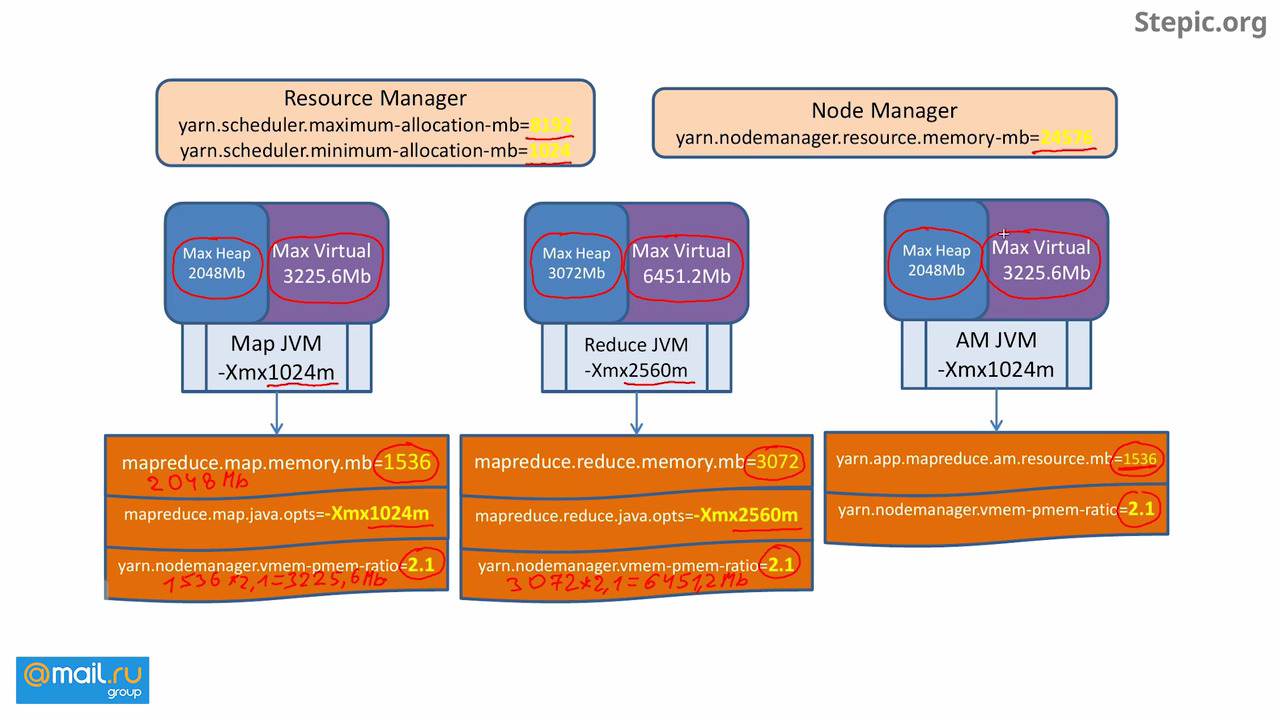 Stepic.org
Resource Manager
yarn.scheduler.maximum-allocation-mb=8192
yarn.scheduler.minimum-allocation-mb=1024
Node Manager
yarn.nodemanager.resource.memory-mb=24576
Max Heap
2048Mb
Max Virtual
3225.6Mb
Map JVM
-Xmx1024m
mapreduce.map.memory.mb=1536
2048 Mb
mapreduce.map.java.opts=-Xmx1024m
yarn.nodemanager.vmem-pmem-ratio=2.1
1536*2,1=3225,6Mb
Max Heap
3072Mb
Max Virtual
6451.2Mb
Reduce JVM
-Xmx2560m
mapreduce.reduce.memory.mb=3072
mapreduce.reduce.java.opts=-Xmx2560m
yarn.nodemanager.vmem-pmem-ratio=2.1
3072*2,1=6451,2Mb
Max Heap
2048Mb
Max Virtual
3225.6Mb
AM JVM
-Xmx1024m
yarn.app.mapreduce.am.resource.mb=1536
yarn.nodemanager.vmem-pmem-ratio=2.1
@mail.ru
group